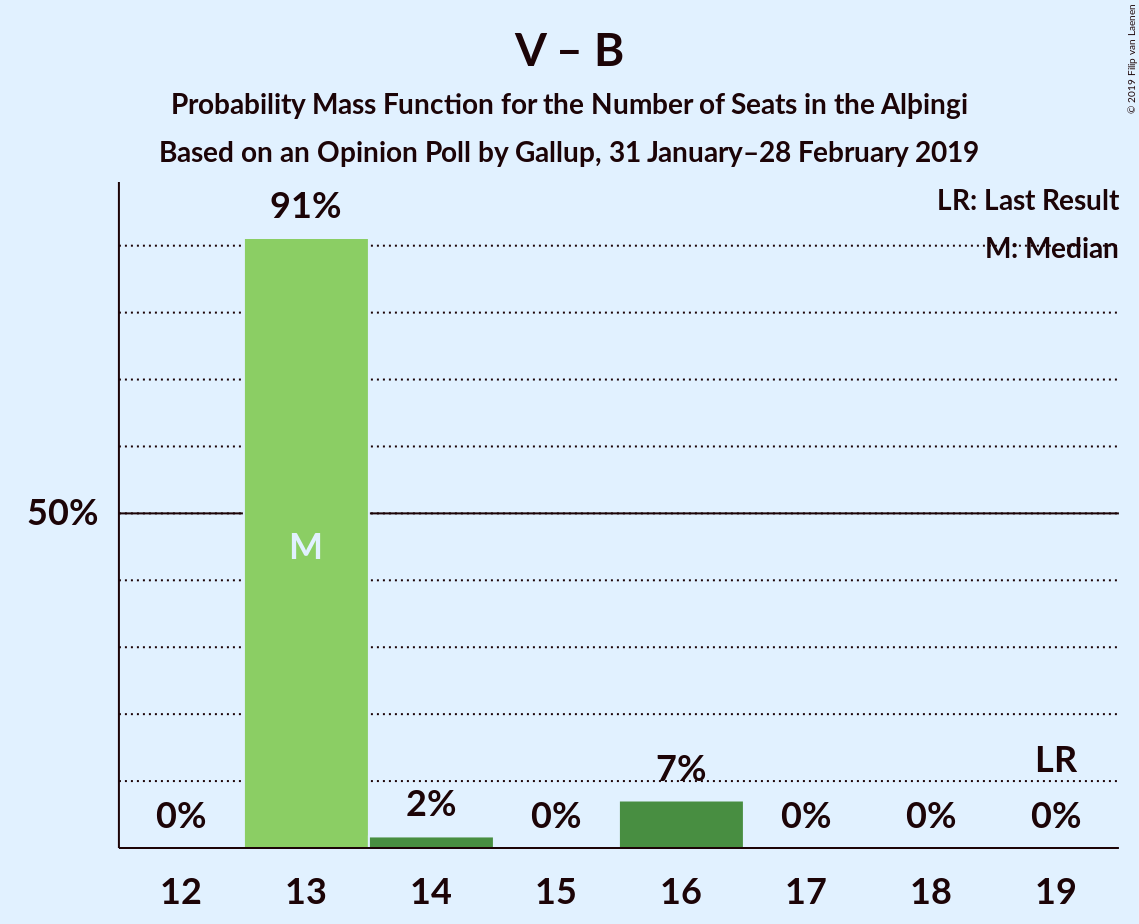 V – B
Probability Mass Function for the Number of Seats in the Alþingi
Based on an Opinion Poll by Gallup, 31 January–28 February 2019
© 2019 Filip van Laenen
LR: Last Result
M: Median
91%
50%
M
0%
2%
0%
7%
0%
0%
LR
0%
12 13 14 15 16 17 18 19